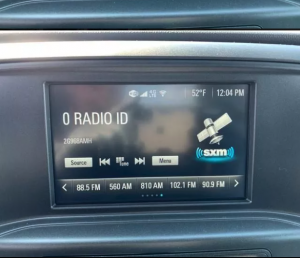 52°F 12:04 PM
0 RADIO ID
Source
TUNE
Menu
sxm
88.5 FM 560 AM 810 AM 102.1 FM 90.9 FM